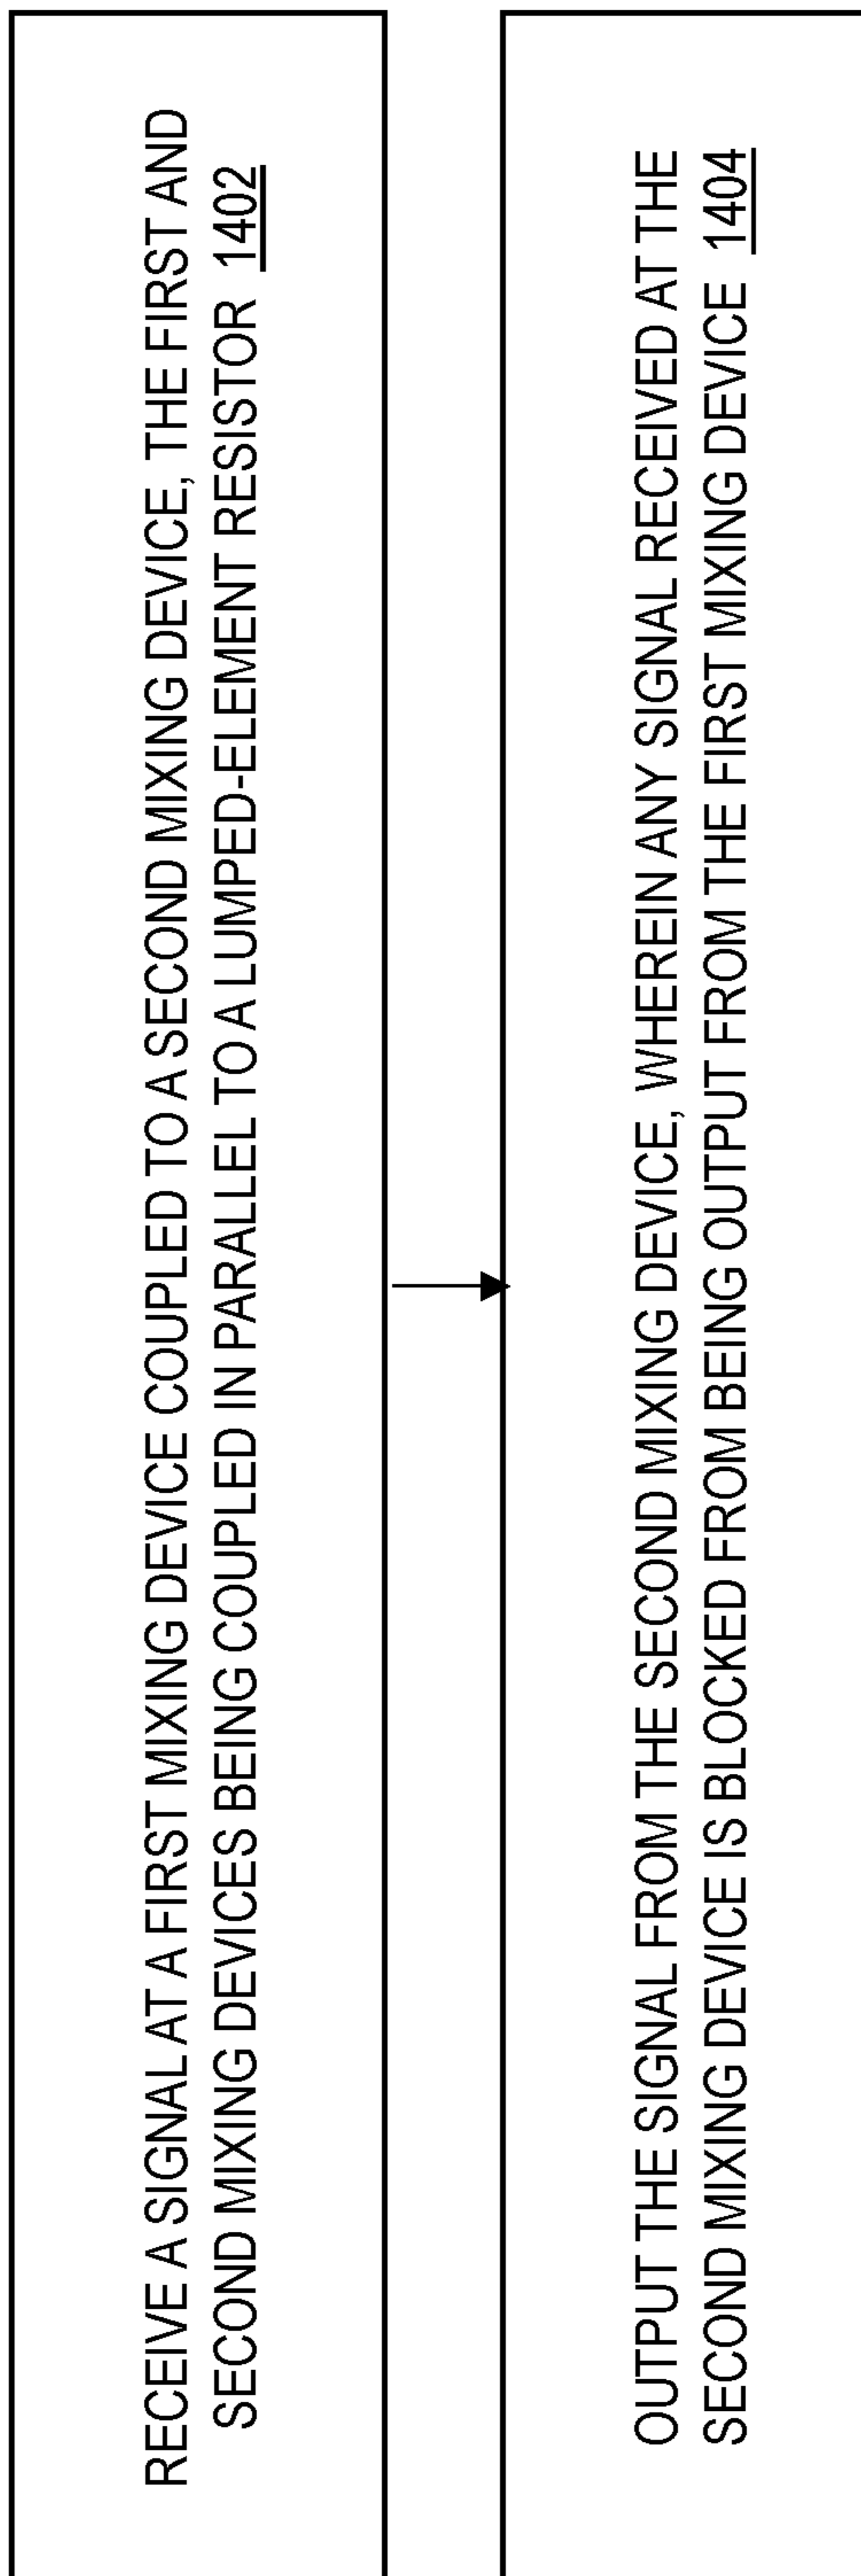 RECEIVE A SIGNAL AT A FIRST MIXING DEVICE COUPLED TO A SECOND MIXING DEVICE, THE FIRST AND
SECOND MIXING DEVICES BEING COUPLED IN PARALLEL TO A LUMPED-ELEMENT RESISTOR 1402
OUTPUT THE SIGNAL FROM THE SECOND MIXING DEVICE, WHEREIN ANY SIGNAL RECEIVED AT THE
SECOND MIXING DEVICE IS BLOCKED FROM BEING OUTPUT FROM THE FIRST MIXING DEVICE 1404